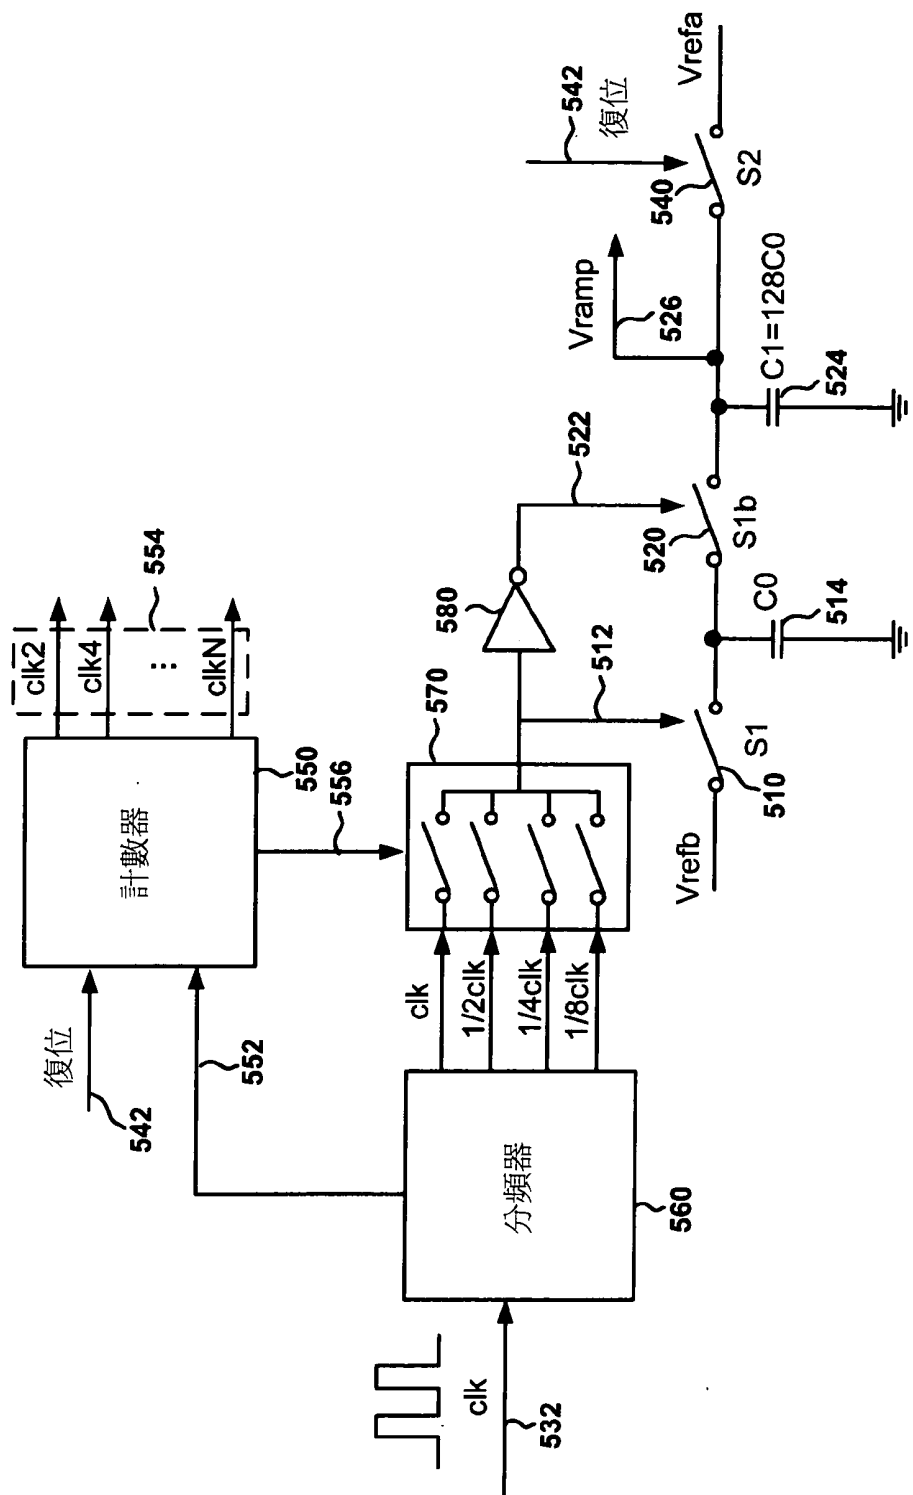 復位
542
552
計數器
550
556
clk2
clk4
...
clkN
554
clk
532
分頻器
560
clk
1/2clk
1/4clk
1/8clk
570
580
512
522
Vrefb
510
S1
C0
514
520
S1b
C1=128C0
524
Vramp
526
540
S2
542
復位
Vrefa